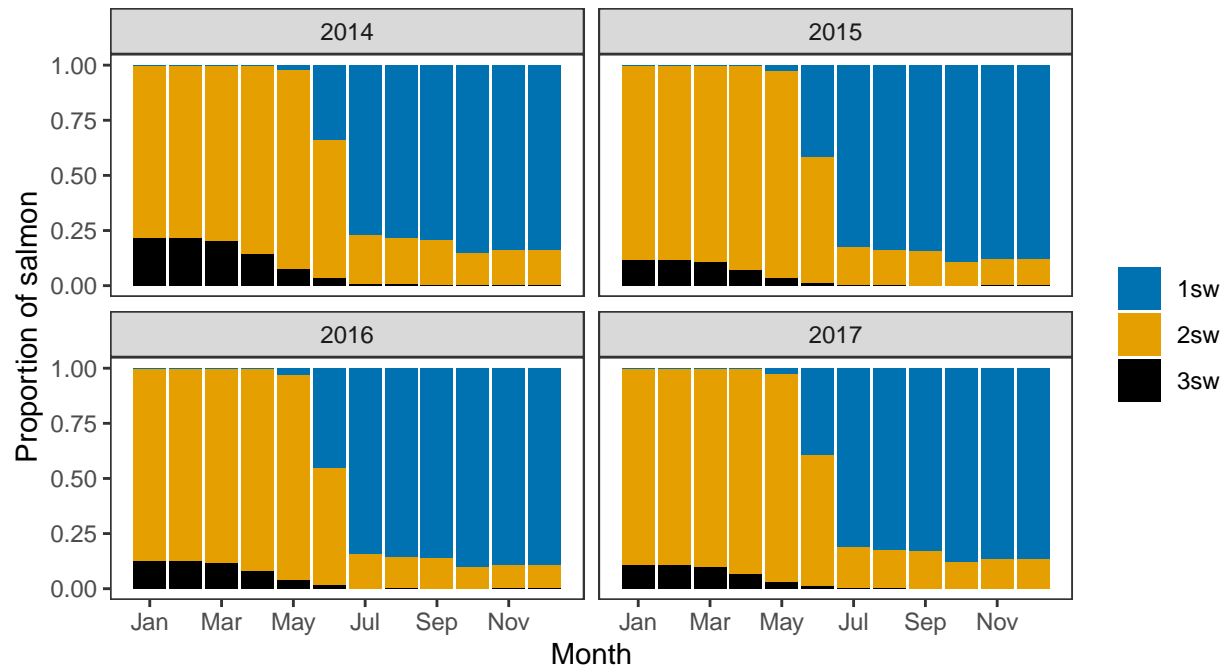 2014
2015
1.00
0.75
0.50
0.25
0.00
2016
2017
1.00
0.75
0.50
0.25
0.00
Jan Mar May Jul Sep Nov
Jan Mar May Jul Sep Nov
Month
Proportion of salmon
1sw
2sw
3sw